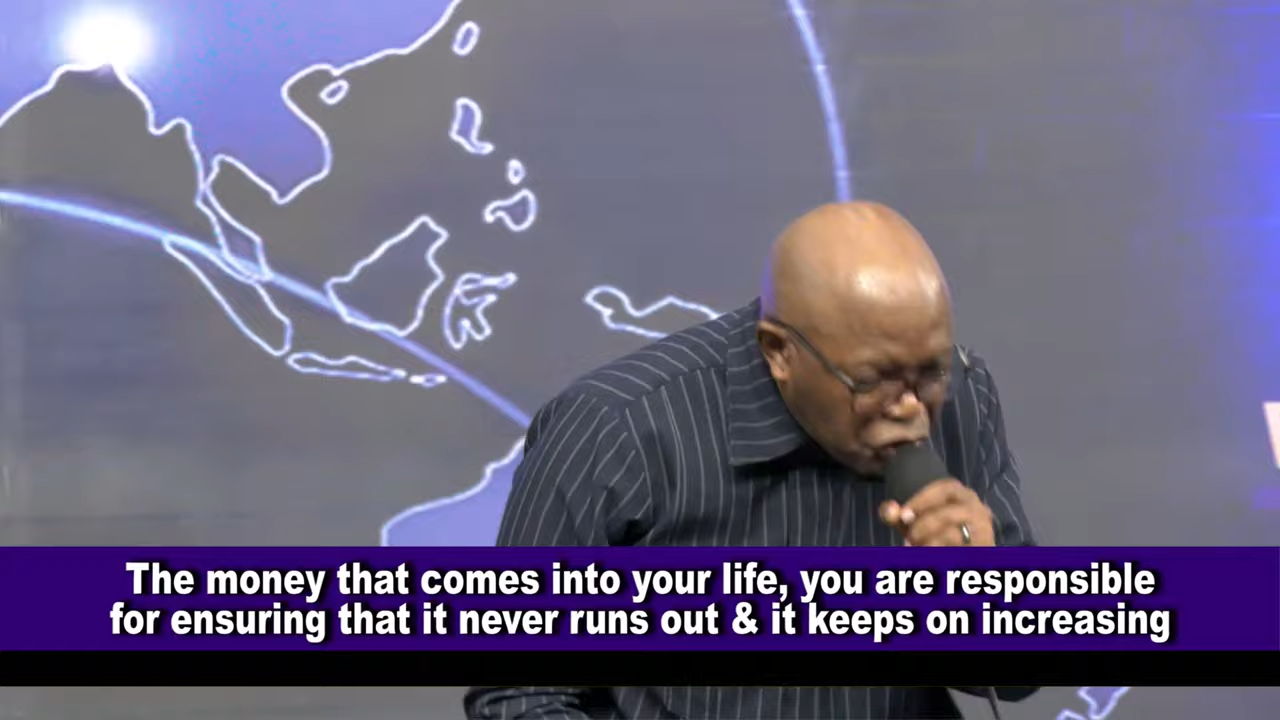 The money that comes into your life, you are responsible
for ensuring that it never runs out & it keeps on increasing